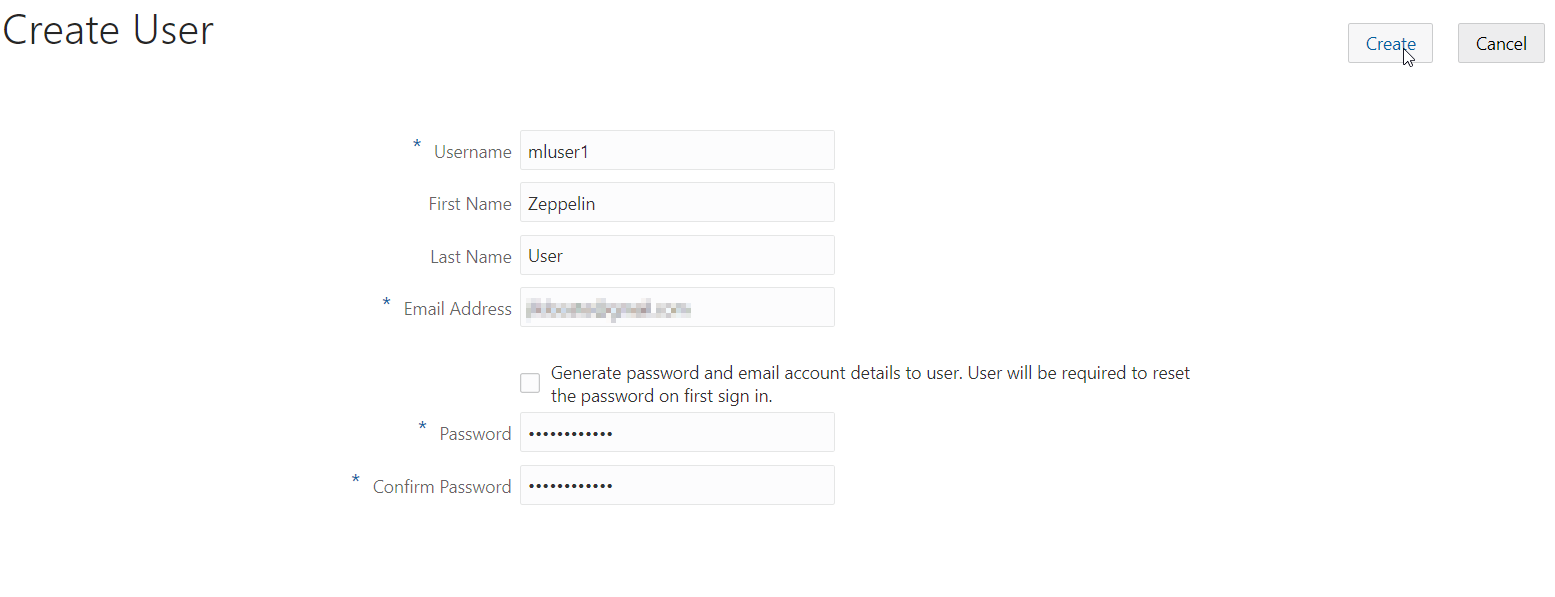 Create User
Create Cancel
* Username mluser1
First Name Zeppelin
Last Name User
* Email Address
Generate password and email account details to user. User will be required to reset
the password on first sign in.
* Password ••••••••••••
* Confirm Password ••••••••••••